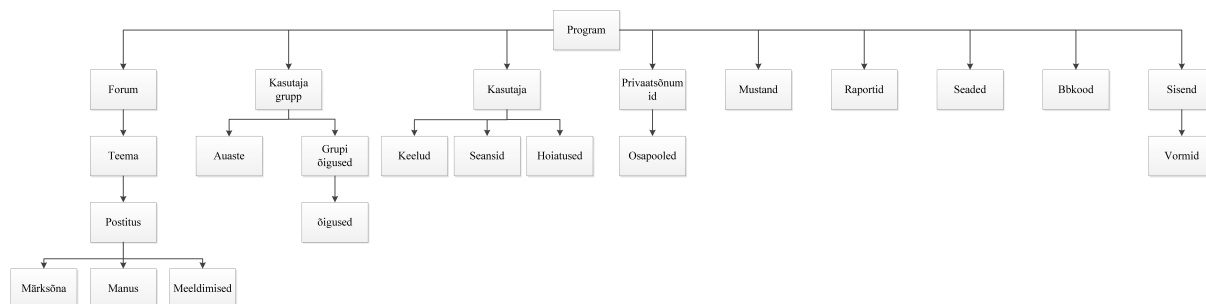 Program
Forum
Kasutaja
grupp
Kasutaja
Privaatsõnum
id
Mustand
Raportid
Seaded
Bbkood
Sisend
Teema
Auaste
Grupi
õigused
Keelud
Seansid
Hoiatused
Osapooled
Vormid
Postitus
õigused
Märksõna
Manus
Meeldimised